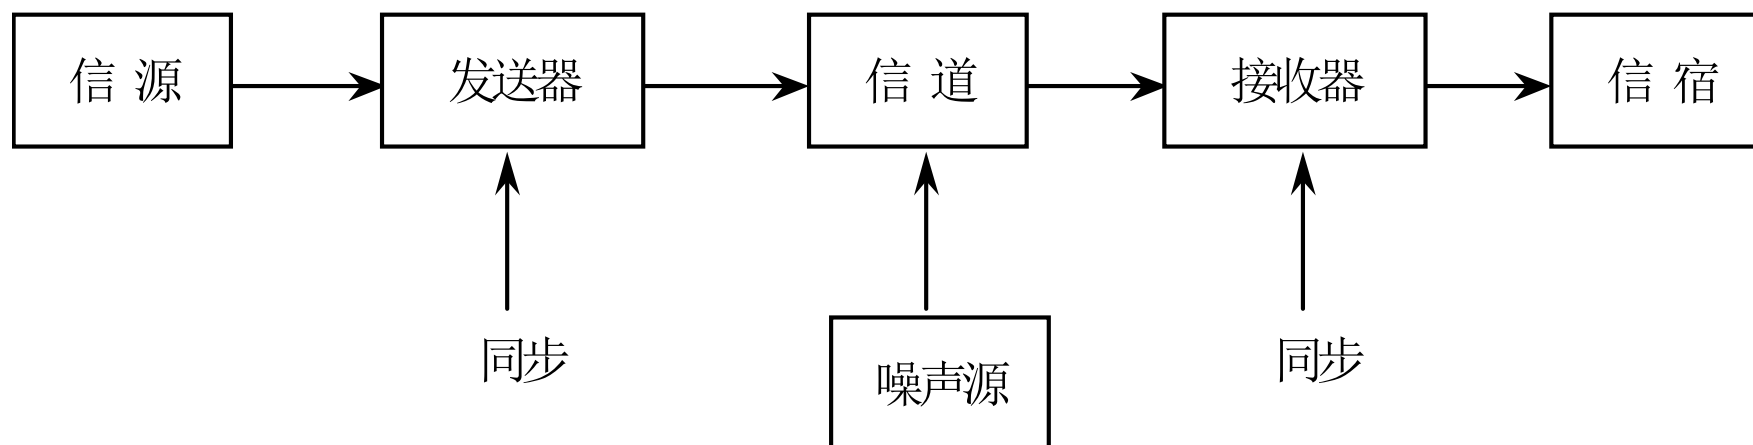 信 源
发送器
信 道
接收器
信 宿
同步
噪声源
同步